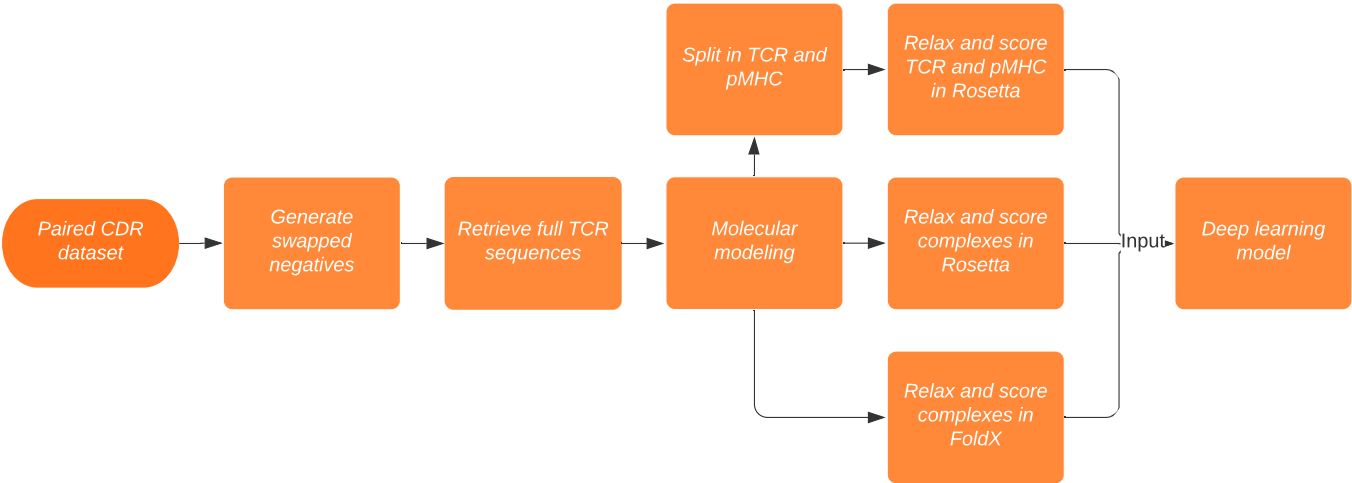 Paired CDR
dataset
Generate
swapped
negatives
Retrieve full TCR
sequences
Molecular
modeling
Split in TCR and
pMHC
Relax and score
TCR and pMHC
in Rosetta
Relax and score
complexes in
Rosetta
Relax and score
complexes in
FoldX
Input
Deep learning
model